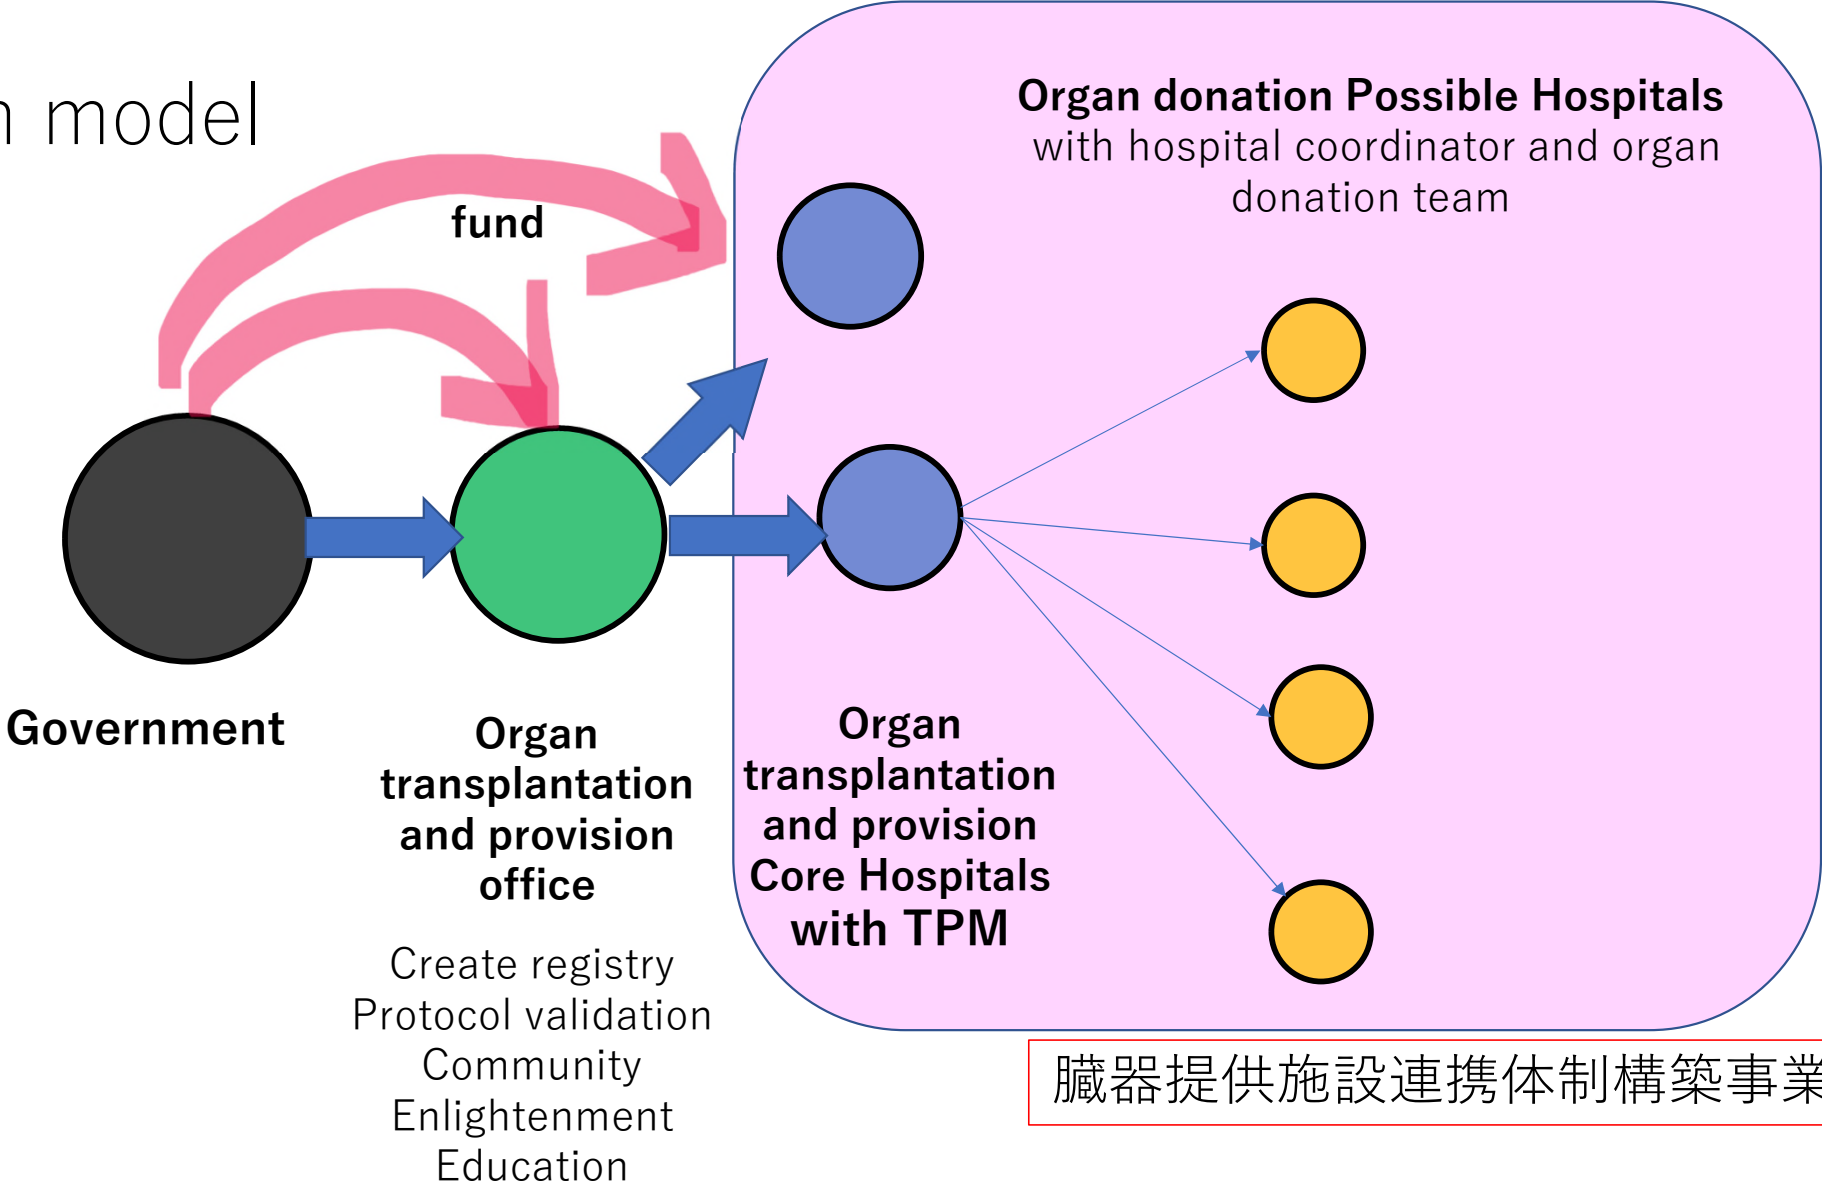 n model
fund
Organ donation Possible Hospitals
with hospital coordinator and organ
donation team
Government
Organ
transplantation
and provision
office
Create registry
Protocol validation
Community
Enlightenment
Education
Organ
transplantation
and provision
Core Hospitals
with TPM
臓器提供施設連携体制構築事業